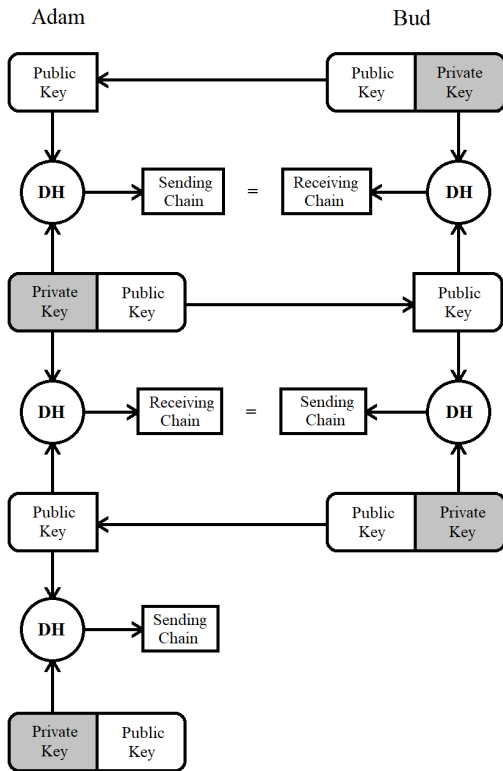 Adam
Bud
Public
Key
Public
Key
Private
Key
DH
Sending
Chain
=
Receiving
Chain
DH
Private
Key
Public
Key
Public
Key
DH
Receiving
Chain
=
Sending
Chain
DH
Public
Key
Public
Key
Private
Key
DH
Sending
Chain
Private
Key
Public
Key